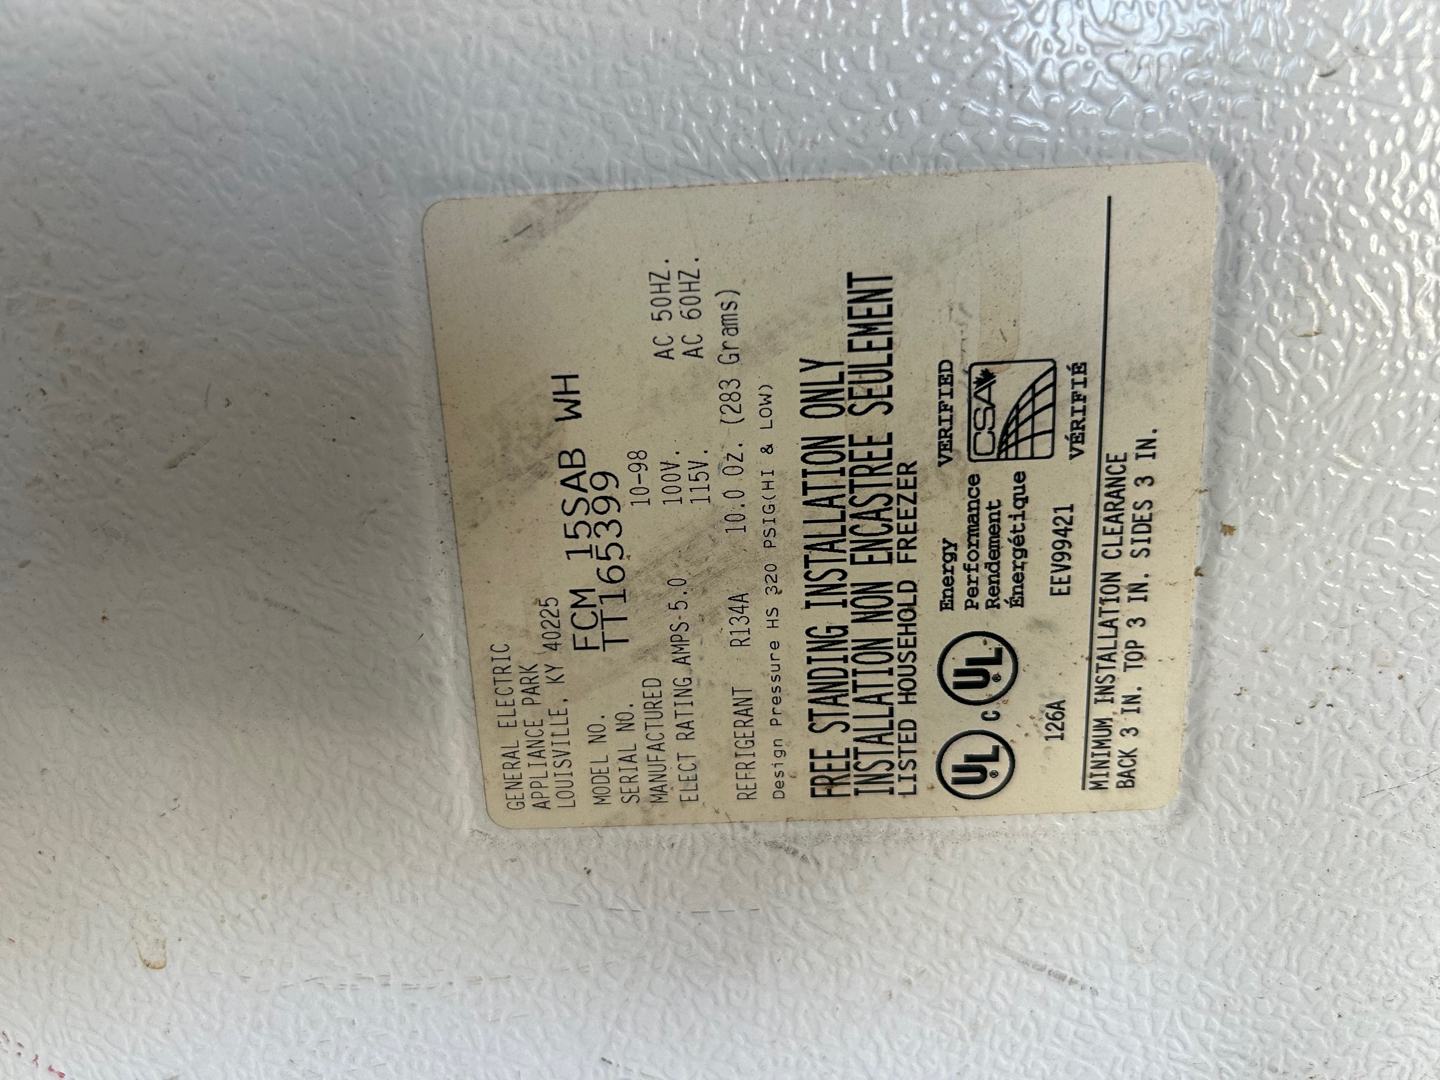 GENERAL ELECTRIC
APPLIANCE PARK
LOUISVILLE, KY 40225
MODEL NO. FCM 15SAB WH
SERIAL NO. TT165399
MANUFACTURED 10-98
ELECT RATING AMPS-5.0 100V. AC 50HZ.
115V. AC 60HZ.
REFRIGERANT R134A 10.0 Oz. (283 Grams)
Design Pressure HS 320 PSIG(HI & LOW)
FREE STANDING INSTALLATION ONLY
INSTALLATION NON ENCASTREE SEULEMENT
LISTED HOUSEHOLD FREEZER
UL ® C UL ®
126A
Energy
Performance
Rendement
Énergétique
EEV99421
VERIFIED
CSA
VÉRIFIÉ
MINIMUM INSTALLATION CLEARANCE
BACK 3 IN. TOP 3 IN. SIDES 3 IN.